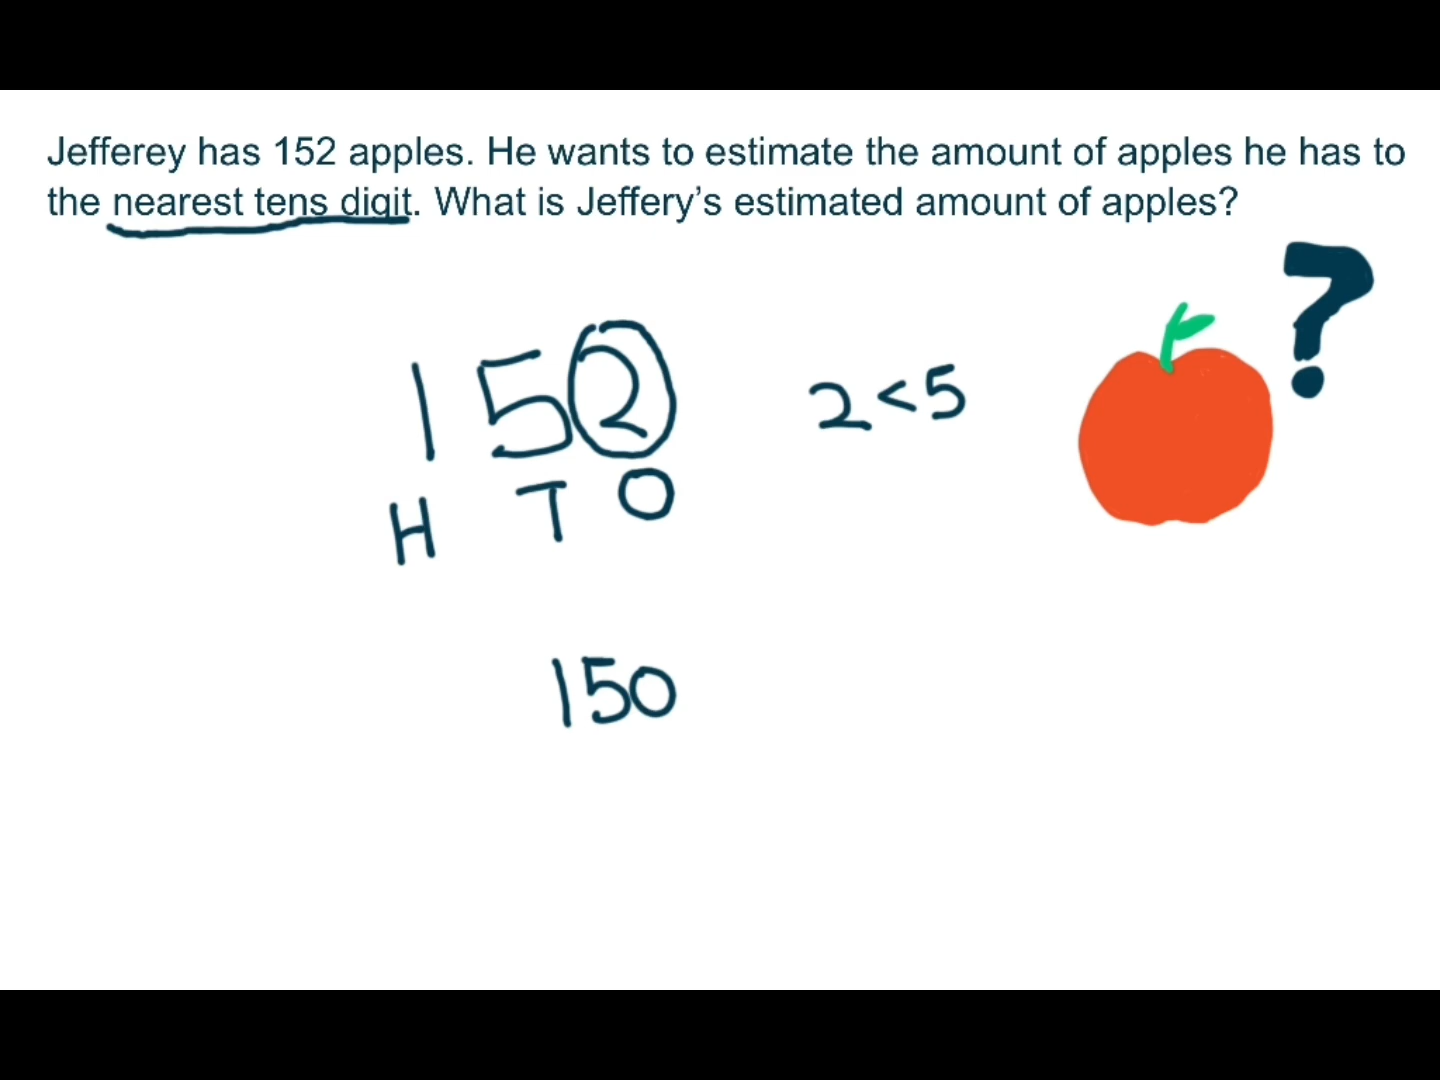 Jefferey has 152 apples. He wants to estimate the amount of apples he has to
the nearest tens digit. What is Jeffery’s estimated amount of apples?
?
152
2<5
H T O
150